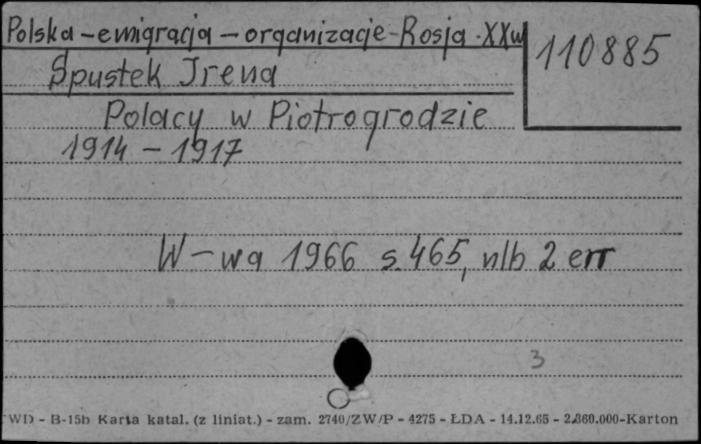 Polska - emigracja - organizacje - Rosja XXw
110885
Spustek Irena
Polacy w Piotrogrodzie
1914 - 1917
W-wa 1966 s. 465, nlb 2 err
3
WD - B-15b Karta katal. (z liniat.) - zam. 2740/ZW/P - 4275 - ŁDA - 14.12.65 - 2.360.000-Karton